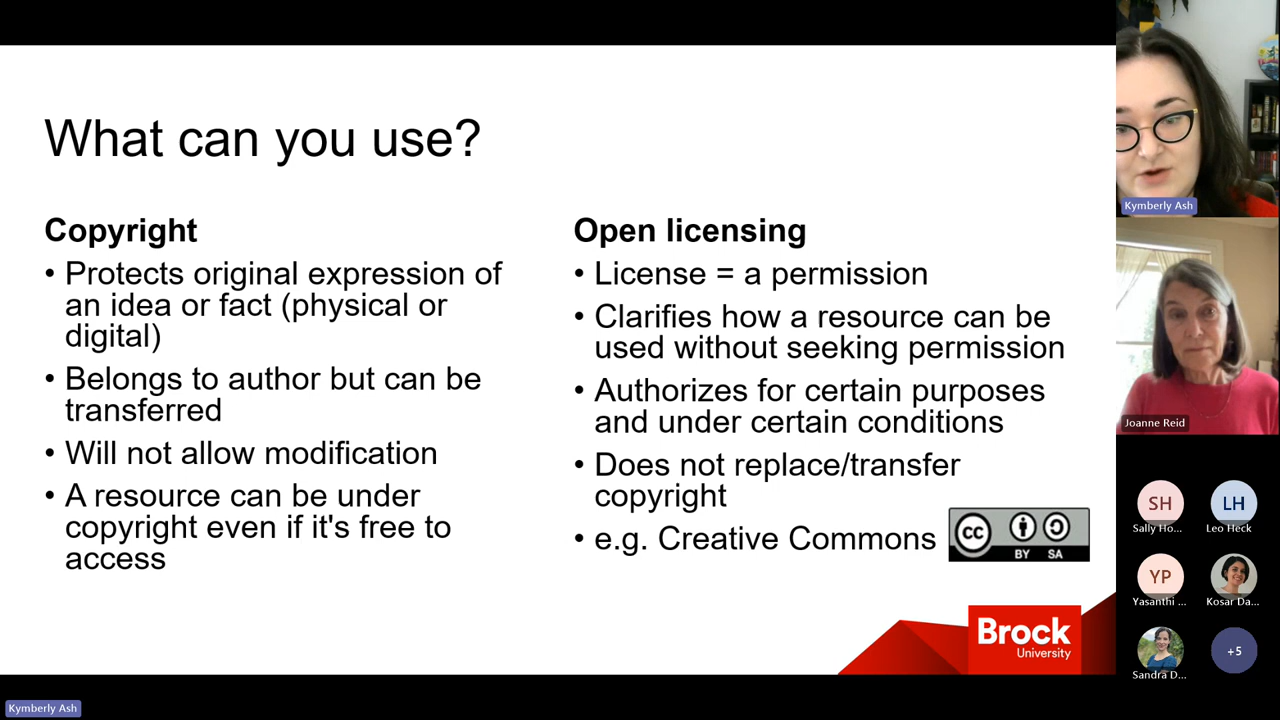 What can you use?
Copyright
• Protects original expression of
an idea or fact (physical or
digital)
• Belongs to author but can be
transferred
• Will not allow modification
• A resource can be under
copyright even if it's free to
access
Open licensing
• License = a permission
• Clarifies how a resource can be
used without seeking permission
• Authorizes for certain purposes
and under certain conditions
• Does not replace/transfer
copyright
• e.g. Creative Commons
cc
BY SA
Brock
University
Kymberly Ash
Joanne Reid
SH
Sally Ho...
LH
Leo Heck
YP
Yasanthi ...
Kosar Da...
Sandra D...
+5
Kymberly Ash